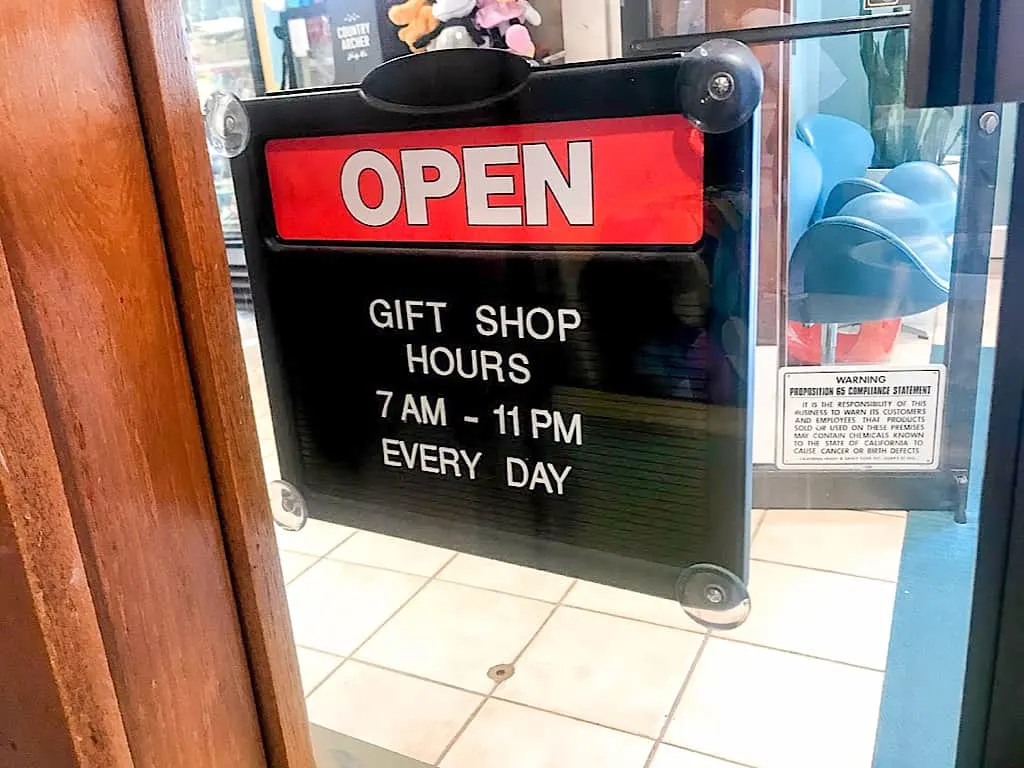 COUNTRY
ARCHER
OPEN
GIFT SHOP
HOURS
7 AM - 11 PM
EVERY DAY
WARNING
PROPOSITION 65 COMPLIANCE STATEMENT
IT IS THE RESPONSIBILITY OF THIS
BUSINESS TO WARN ITS CUSTOMERS
AND EMPLOYEES THAT PRODUCTS
SOLD OR USED ON THESE PREMISES
MAY CONTAIN CHEMICALS KNOWN
TO THE STATE OF CALIFORNIA TO
CAUSE CANCER OR BIRTH DEFECTS